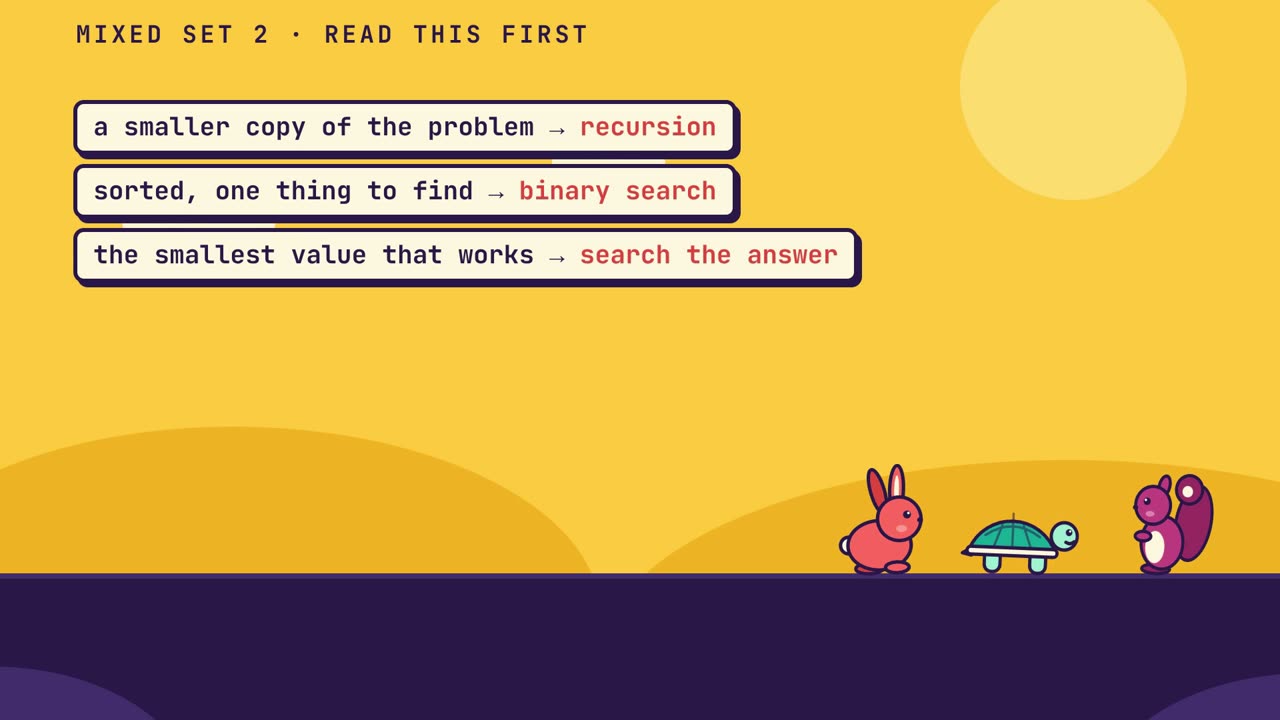 MIXED SET 2 · READ THIS FIRST
a smaller copy of the problem → recursion
sorted, one thing to find → binary search
the smallest value that works → search the answer